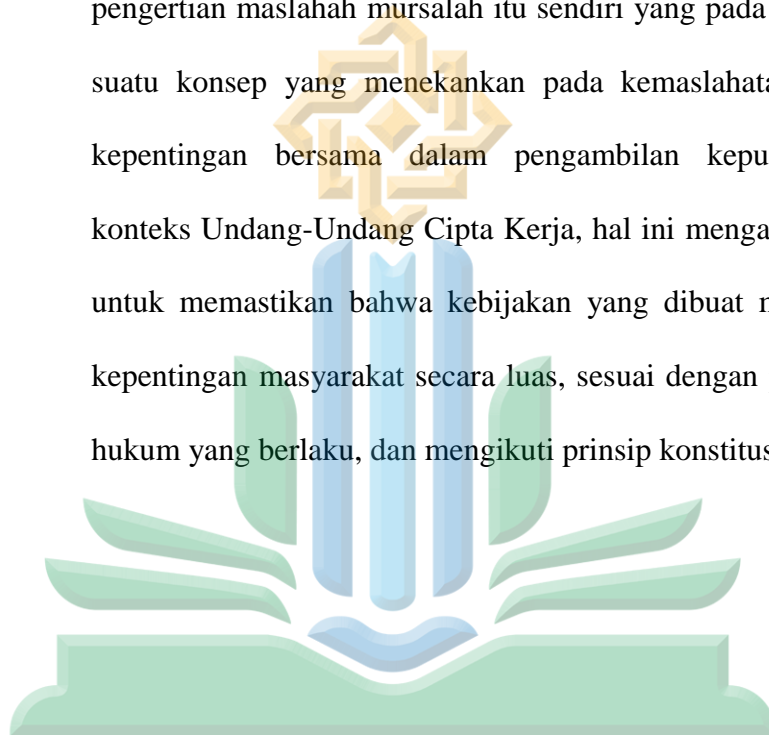 pengertian maslahah mursalah itu sendiri yang pada
suatu konsep yang menekankan pada
kepentingan bersama dalam pengambilan
konteks Undang-Undang Cipta Kerja, hal ini
untuk memastikan bahwa kebijakan yang dibuat
kepentingan masyarakat secara luas, sesuai dengan
hukum yang berlaku, dan mengikuti prinsip